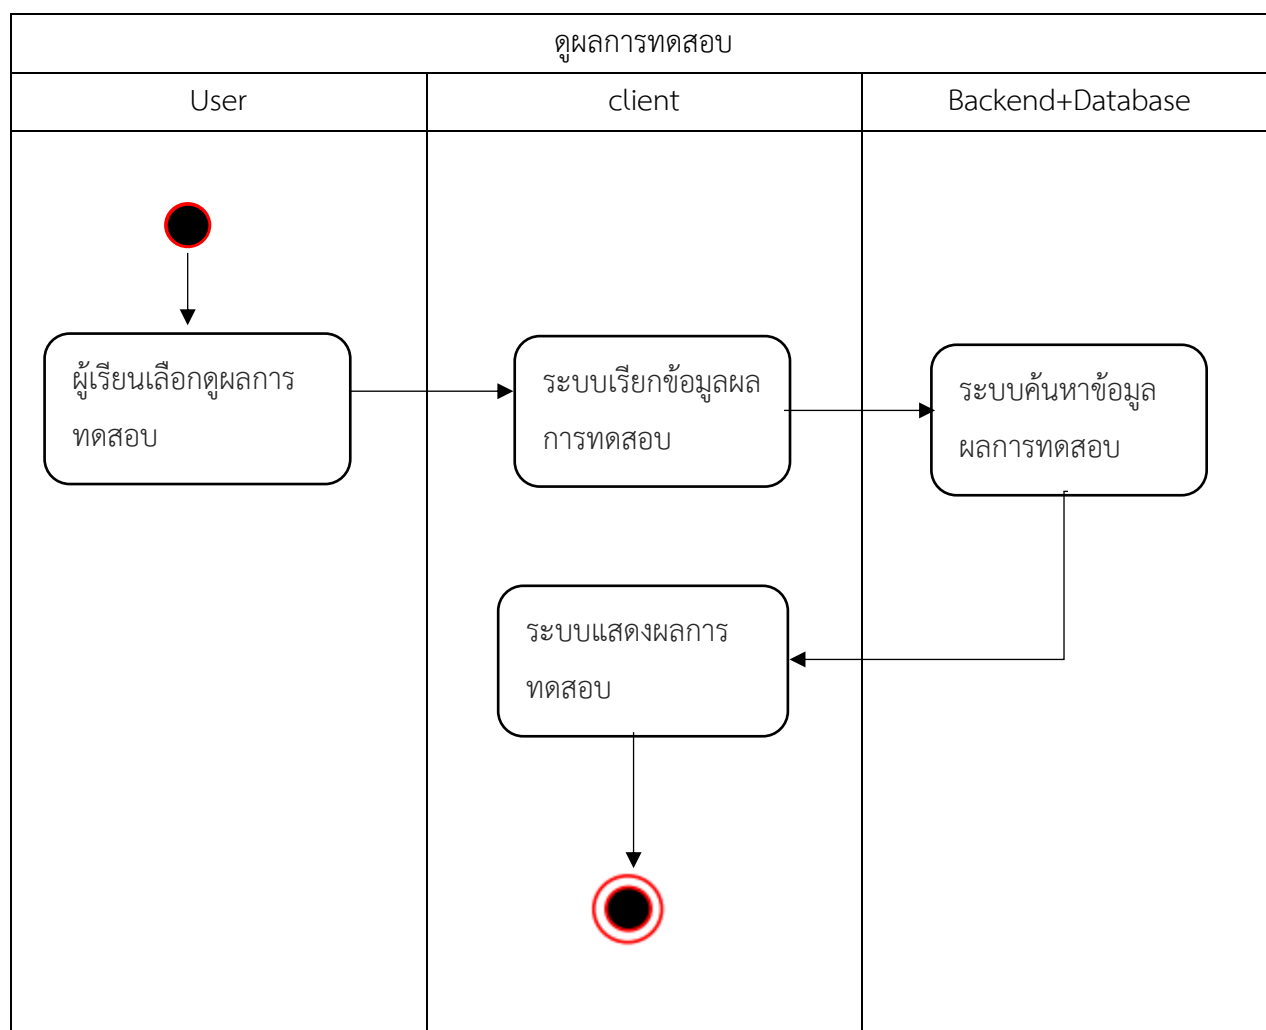 ดูผลการทดสอบ
User
client
Backend+Database
ผู้เรียนเลือกดูผลการ
ทดสอบ
ระบบเรียกข้อมูลผล
การทดสอบ
ระบบค้นหาข้อมูล
ผลการทดสอบ
ระบบแสดงผลการ
ทดสอบ